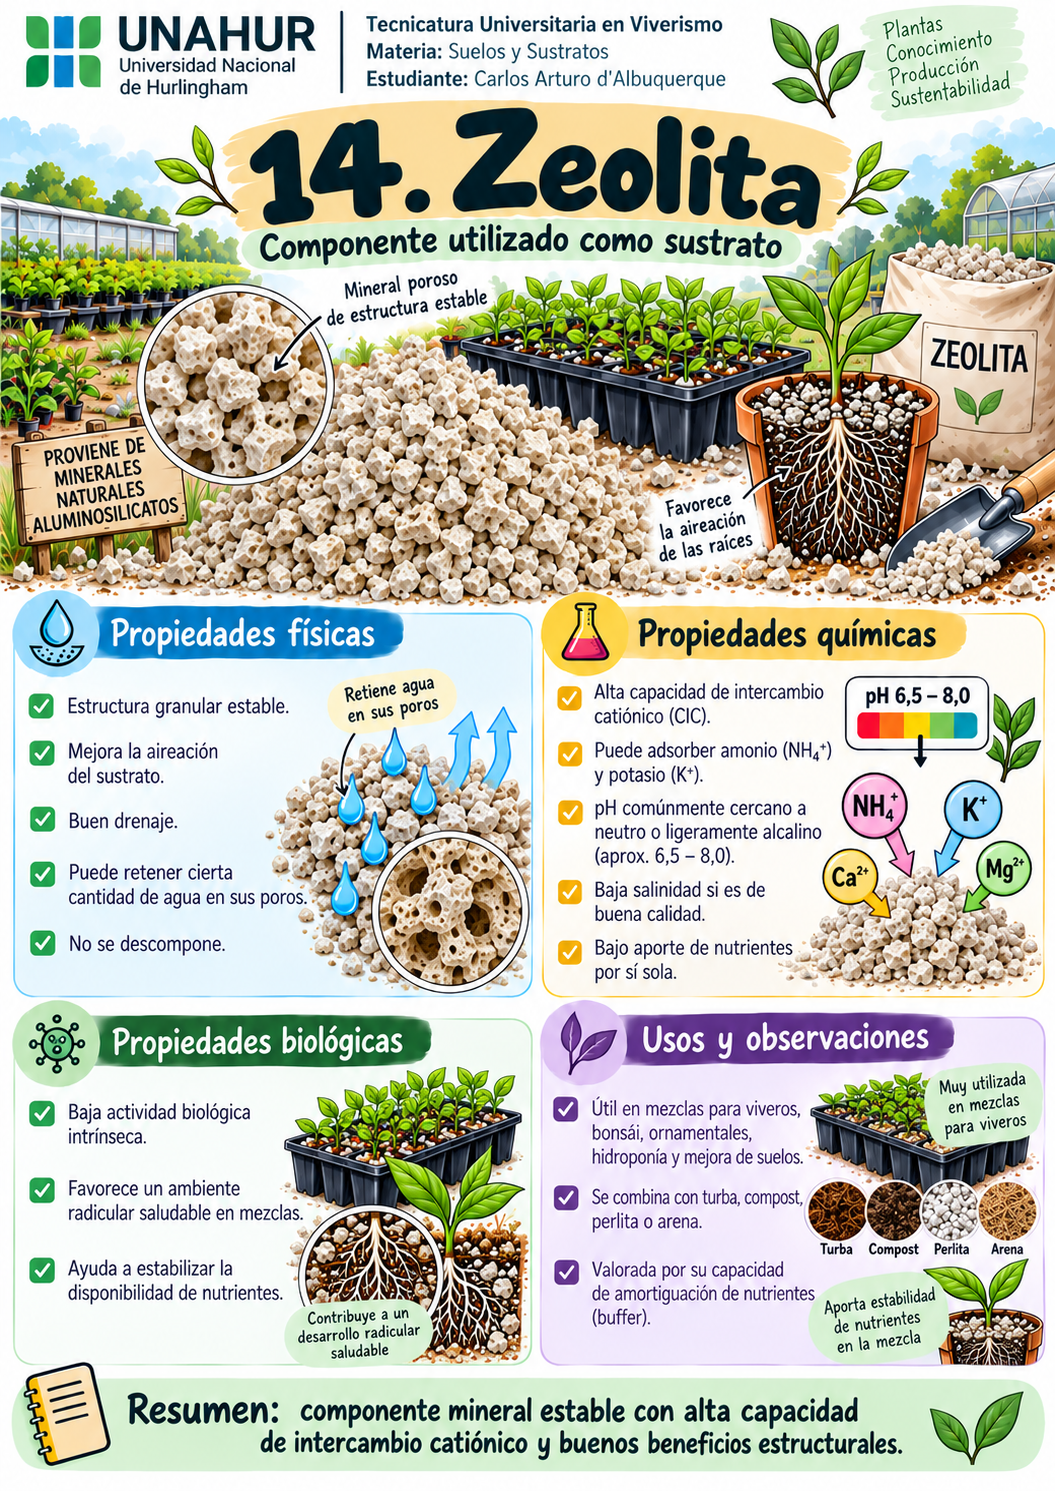 UNAHUR
Universidad Nacional
de Hurlingham
Tecnicatura Universitaria en Viverismo
Materia: Suelos y Sustratos
Estudiante: Carlos Arturo d'Albuquerque
Plantas
Conocimiento
Producción
Sustentabilidad
14. Zeolita
Componente utilizado como sustrato
Mineral poroso
de estructura estable
ZEOLITA
PROVIENE DE
MINERALES
NATURALES
ALUMINOSILICATOS
Favorece
la aireación
de las raíces
Propiedades físicas
Estructura granular estable.
Mejora la aireación
del sustrato.
Buen drenaje.
Puede retener cierta
cantidad de agua en sus poros.
No se descompone.
Retiene agua
en sus poros
Propiedades químicas
Alta capacidad de intercambio
catiónico (CIC).
Puede adsorber amonio (NH₄⁺)
y potasio (K⁺).
pH comúnmente cercano a
neutro o ligeramente alcalino
(aprox. 6,5 – 8,0).
Baja salinidad si es de
buena calidad.
Bajo aporte de nutrientes
por sí sola.
pH 6,5 – 8,0
NH₄⁺
K⁺
Ca²⁺
Mg²⁺
Propiedades biológicas
Baja actividad biológica
intrínseca.
Favorece un ambiente
radicular saludable en mezclas.
Ayuda a estabilizar la
disponibilidad de nutrientes.
Contribuye a un
desarrollo radicular
saludable
Usos y observaciones
Útil en mezclas para viveros,
bonsái, ornamentales,
hidroponía y mejora de suelos.
Se combina con turba, compost,
perlita o arena.
Valorada por su capacidad
de amortiguación de nutrientes
(buffer).
Muy utilizada
en mezclas
para viveros
Turba
Compost
Perlita
Arena
Aporta estabilidad
de nutrientes
en la mezcla
Resumen: componente mineral estable con alta capacidad
de intercambio catiónico y buenos beneficios estructurales.